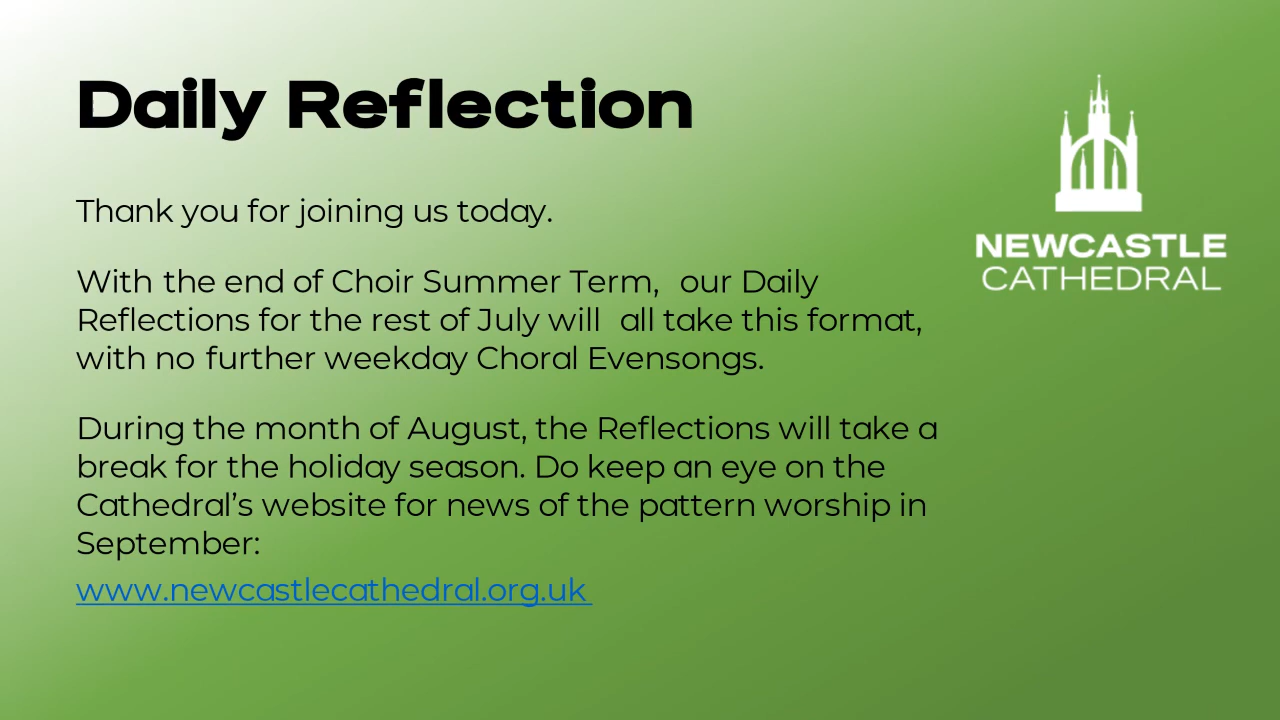 Daily Reflection
NEWCASTLE
CATHEDRAL
Thank you for joining us today.
With the end of Choir Summer Term, our Daily
Reflections for the rest of July will all take this format,
with no further weekday Choral Evensongs.
During the month of August, the Reflections will take a
break for the holiday season. Do keep an eye on the
Cathedral’s website for news of the pattern worship in
September:
www.newcastlecathedral.org.uk